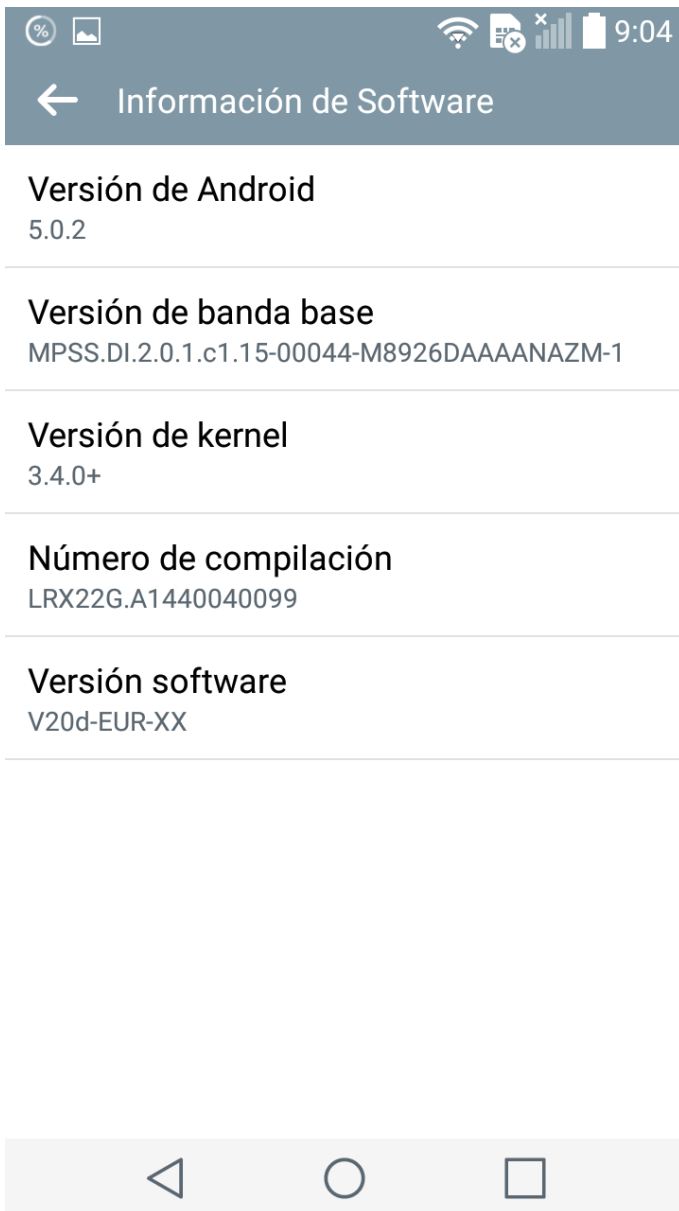 % 9:04
Información de Software
Versión de Android
5.0.2
Versión de banda base
MPSS.DI.2.0.1.c1.15-00044-M8926DAAAANAZM-1
Versión de kernel
3.4.0+
Número de compilación
LRX22G.A1440040099
Versión software
V20d-EUR-XX